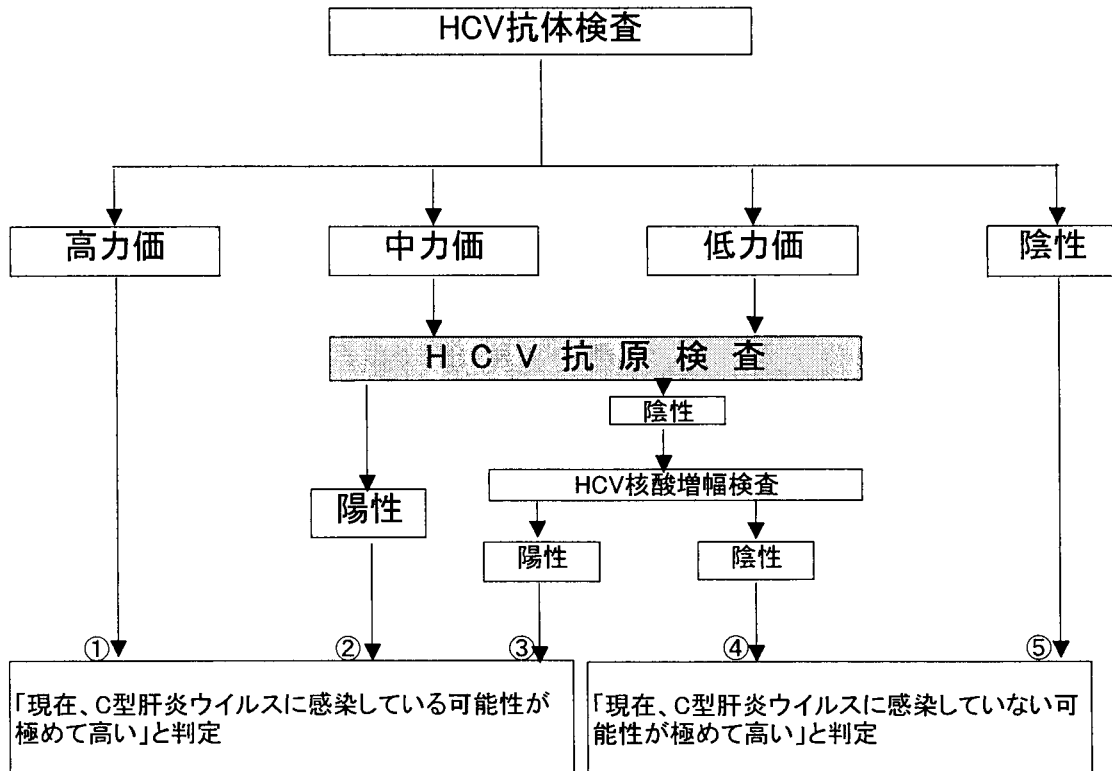 HCV抗体検査
高力価
中力価
低力価
陰性
HCV抗原検査
陰性
HCV核酸増幅検査
陽性
陽性
陰性
①
②
③
④
⑤
「現在、C型肝炎ウイルスに感染している可能性が
極めて高い」と判定
「現在、C型肝炎ウイルスに感染していない可
能性が極めて高い」と判定